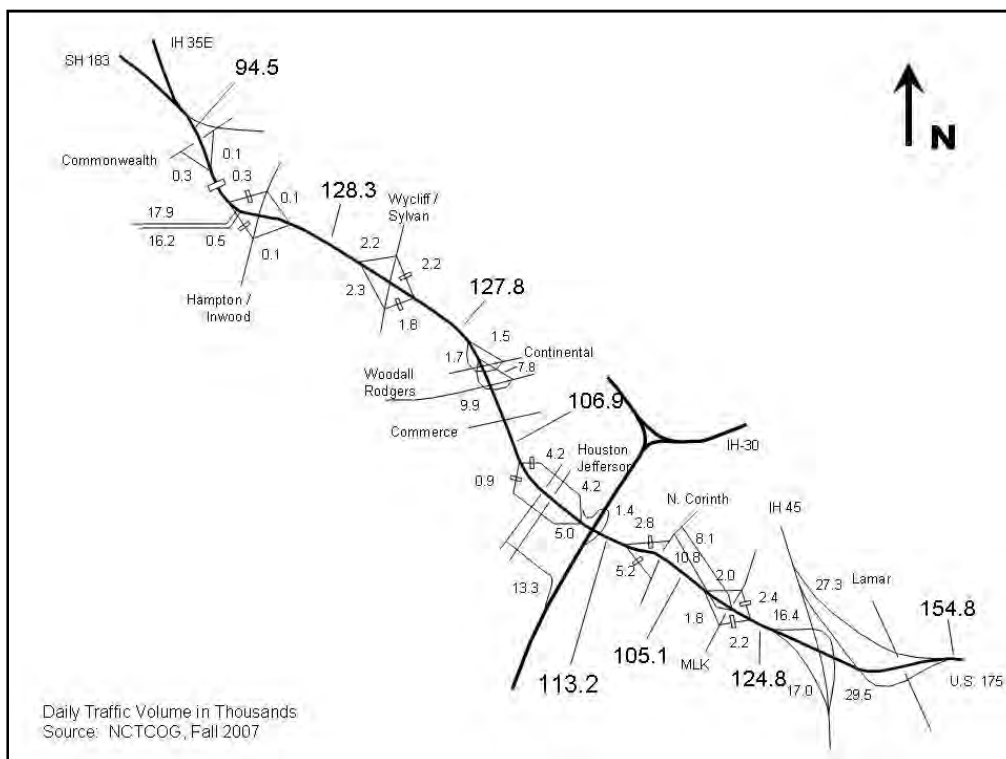 IH 35E
SH 183
94.5
N
Commonwealth
0.1
0.3
0.3
0.1
17.9
16.2
0.5
0.1
128.3
Wycliff /
Sylvan
Hampton /
Inwood
2.2
2.2
2.3
1.8
127.8
1.5
1.7
Continental
7.8
Woodall
Rodgers
9.9
106.9
Commerce
IH-30
Houston
Jefferson
4.2
0.9
4.2
N. Corinth
IH 45
1.4
2.8
8.1
5.0
10.8
5.2
2.0
27.3
Lamar
13.3
2.4
16.4
154.8
1.8
2.2
105.1
MLK
124.8
113.2
17.0
29.5
U.S. 175
Daily Traffic Volume in Thousands
Source: NCTCOG, Fall 2007